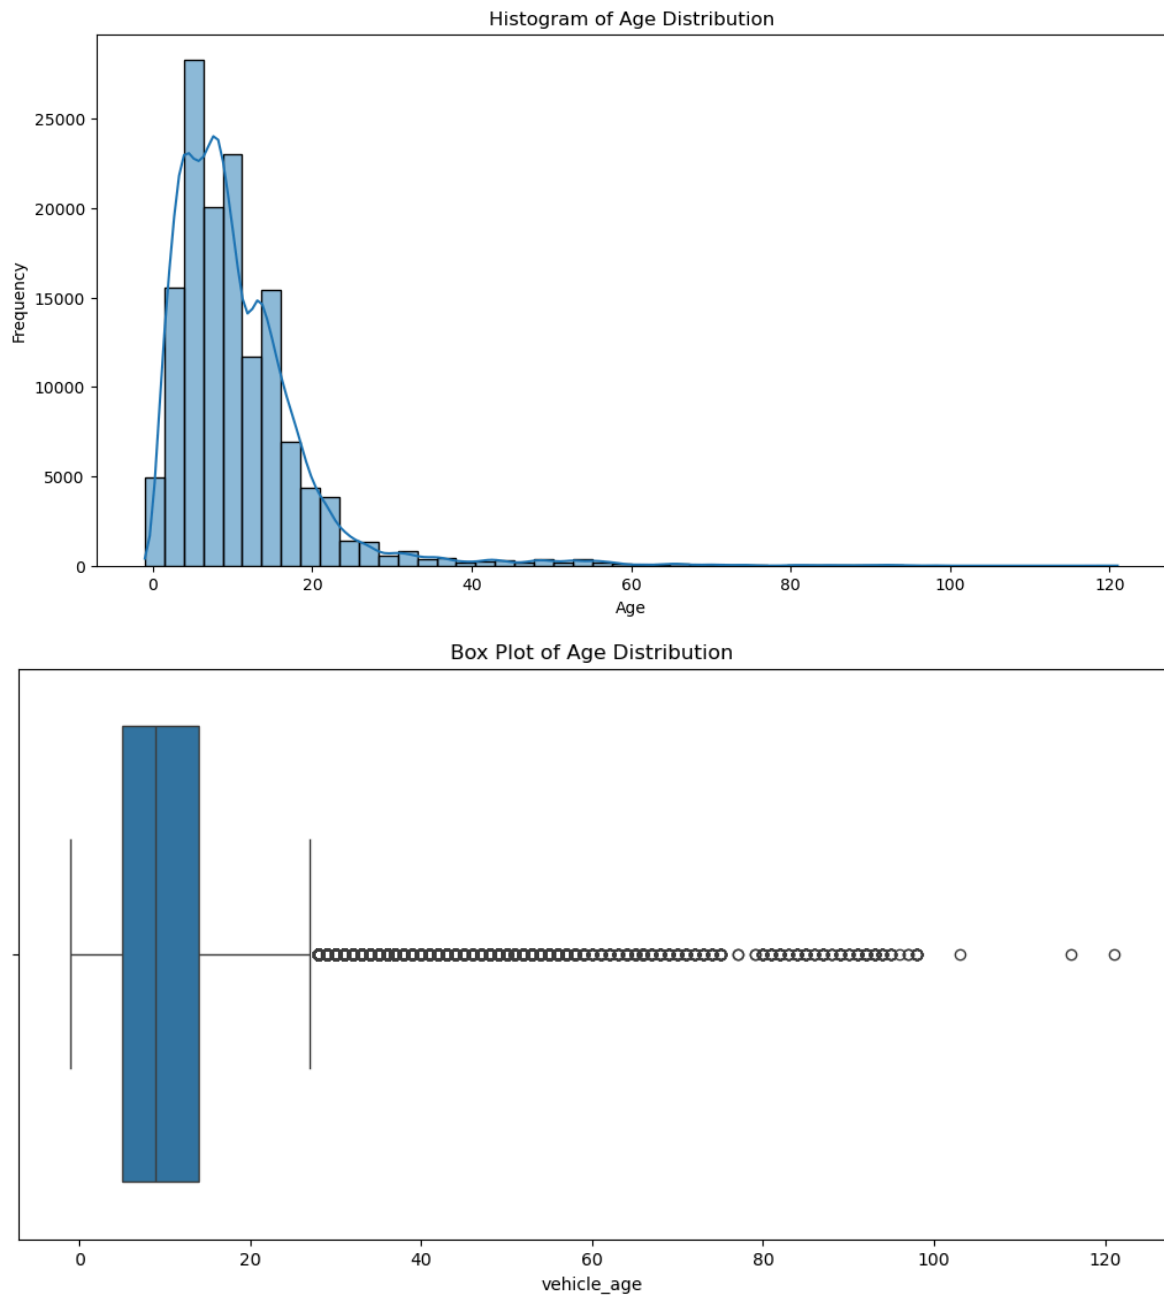 Histogram of Age Distribution
25000
20000
15000
10000
5000
0
Frequency
0 20 40 60 80 100 120
Age
Box Plot of Age Distribution
0 20 40 60 80 100 120
vehicle_age